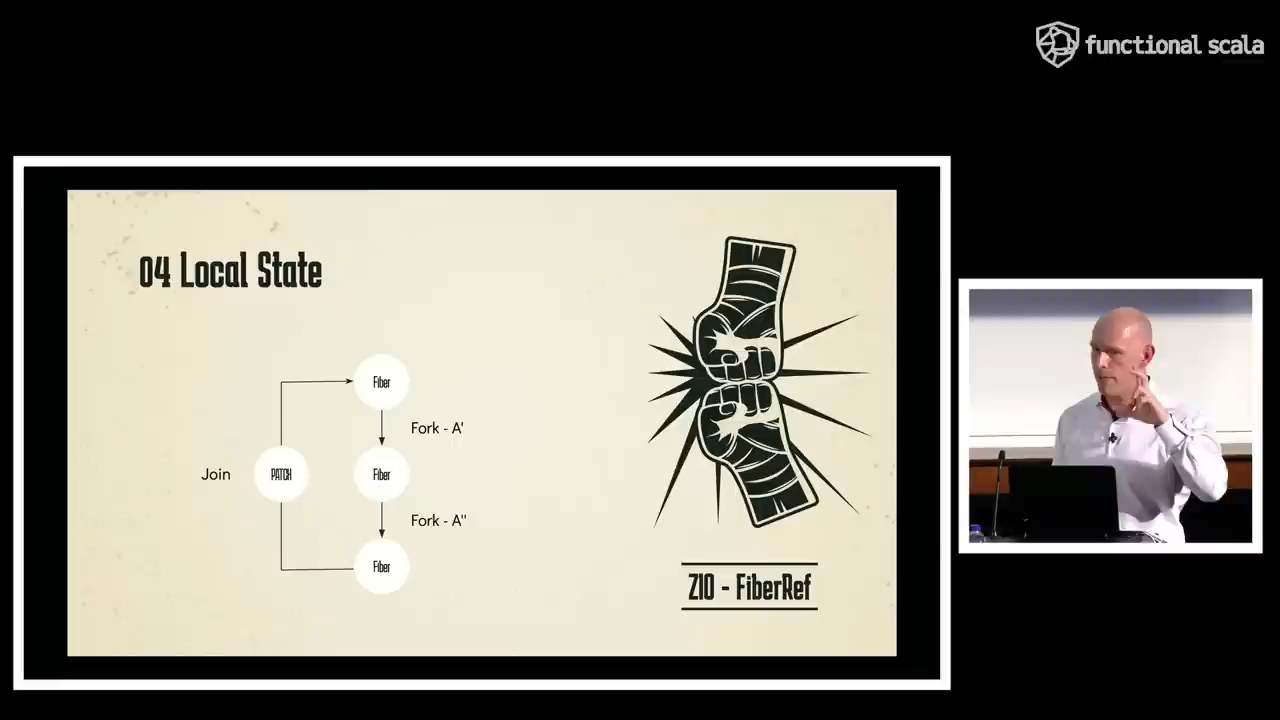 functional scala
04 Local State
Fiber
Fork - A'
Join
PATCH
Fiber
Fork - A''
Fiber
ZIO - FiberRef